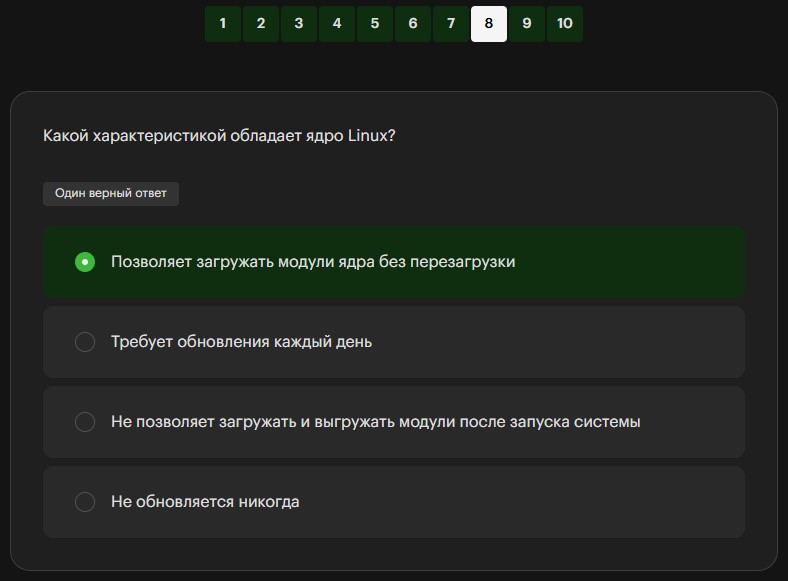 1 2 3 4 5 6 7 8 9 10
Какой характеристикой обладает ядро Linux?
Один верный ответ
Позволяет загружать модули ядра без перезагрузки
Требует обновления каждый день
Не позволяет загружать и выгружать модули после запуска системы
Не обновляется никогда